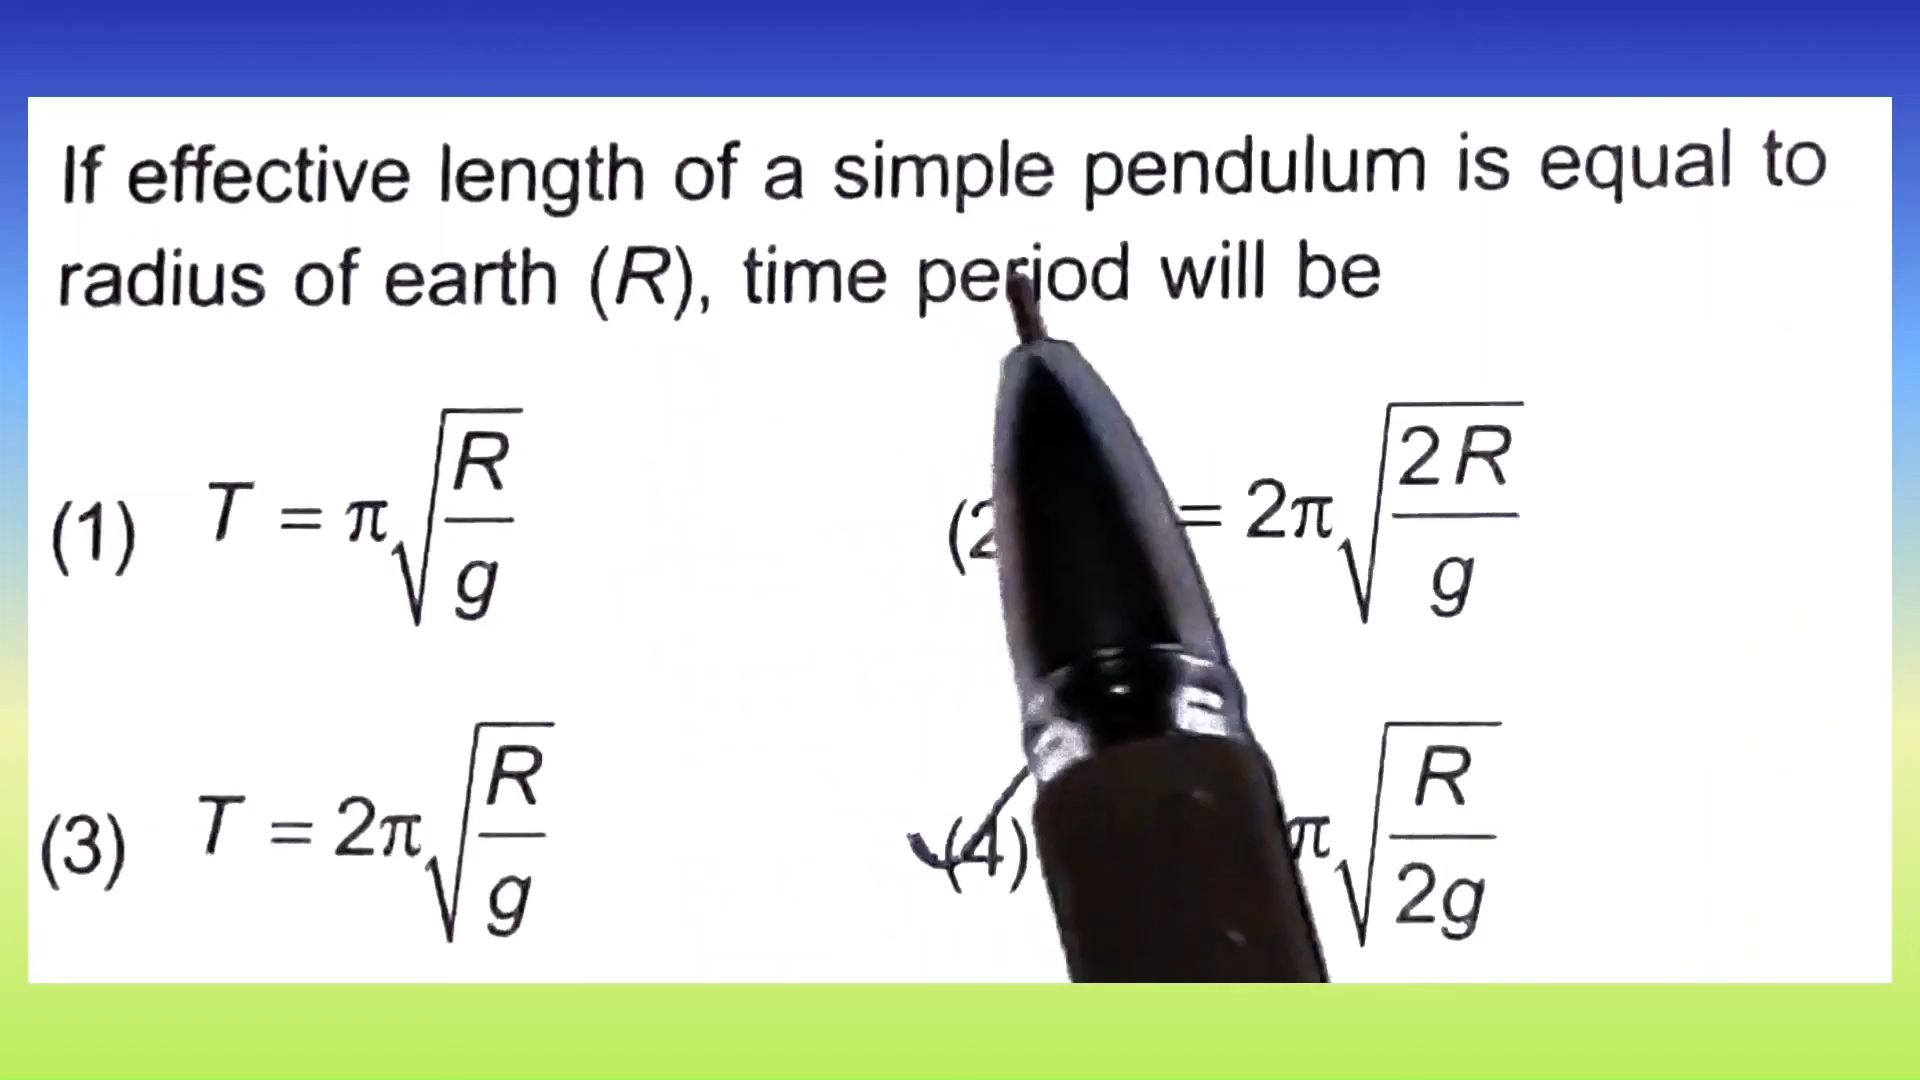 If effective length of a simple pendulum is equal to
radius of earth (R), time period will be
(1) T = π√(R/g) (2 = 2π√(2R/g)
(3) T = 2π√(R/g) (4) π√(R/2g)